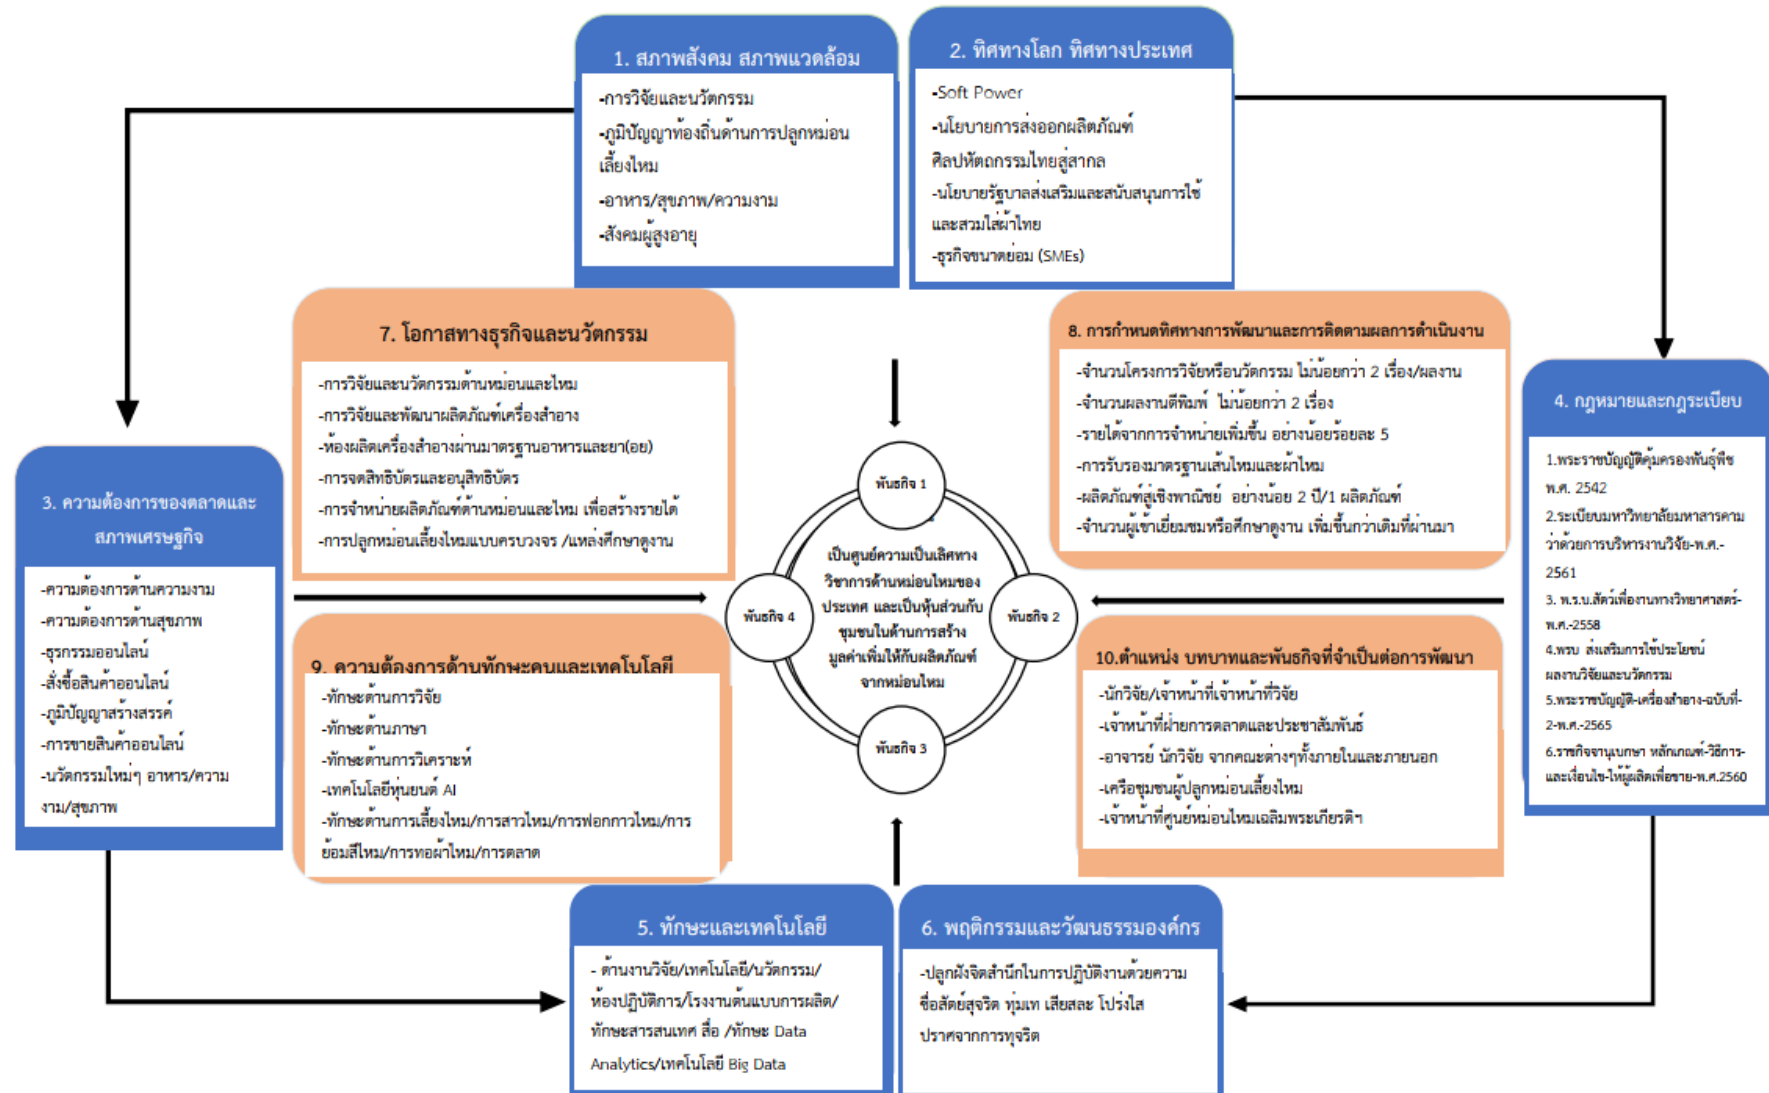 1. สภาพสังคม สภาพแวดล้อม
-การวิจัยและนวัตกรรม
-ภูมิปัญญาท้องถิ่นด้านการปลูกหม่อน
เลี้ยงไหม
-อาหาร/สุขภาพ/ความงาม
-สังคมผู้สูงอายุ
2. ทิศทางโลก ทิศทางประเทศ
-Soft Power
-นโยบายการส่งออกผลิตภัณฑ์
ศิลปหัตถกรรมไทยสู่สากล
-นโยบายรัฐบาลส่งเสริมและสนับสนุนการใช้
และสวมใส่ผ้าไทย
-ธุรกิจขนาดย่อม (SMEs)
7. โอกาสทางธุรกิจและนวัตกรรม
-การวิจัยและนวัตกรรมด้านหม่อนและไหม
-การวิจัยและพัฒนาผลิตภัณฑ์เครื่องสำอาง
-ห้องผลิตเครื่องสำอางผ่านมาตรฐานอาหารและยา(อย)
-การจดสิทธิบัตรและอนุสิทธิบัตร
-การจำหน่ายผลิตภัณฑ์ด้านหม่อนและไหม เพื่อสร้างรายได้
-การปลูกหม่อนเลี้ยงไหมแบบครบวงจร /แหล่งศึกษาดูงาน
8. การกำหนดทิศทางการพัฒนาและการติดตามผลการดำเนินงาน
-จำนวนโครงการวิจัยหรือนวัตกรรม ไม่น้อยกว่า 2 เรื่อง/ผลงาน
-จำนวนผลงานตีพิมพ์ ไม่น้อยกว่า 2 เรื่อง
-รายได้จากการจำหน่ายเพิ่มขึ้น อย่างน้อยร้อยละ 5
-การรับรองมาตรฐานเส้นไหมและผ้าไหม
-ผลิตภัณฑ์สู่เชิงพาณิชย์ อย่างน้อย 2 ปี/1 ผลิตภัณฑ์
-จำนวนผู้เข้าเยี่ยมชมหรือศึกษาดูงาน เพิ่มขึ้นกว่าเดิมที่ผ่านมา
3. ความต้องการของตลาดและ
สภาพเศรษฐกิจ
-ความต้องการด้านความงาม
-ความต้องการด้านสุขภาพ
-ธุรกรรมออนไลน์
-สั่งซื้อสินค้าออนไลน์
-ภูมิปัญญาสร้างสรรค์
-การขายสินค้าออนไลน์
-นวัตกรรมใหม่ๆ อาหาร/ความ
งาม/สุขภาพ
พันธกิจ 1
พันธกิจ 4
เป็นศูนย์ความเป็นเลิศทาง
วิชาการด้านหม่อนไหมของ
ประเทศ และเป็นหุ้นส่วนกับ
ชุมชนในด้านการสร้าง
มูลค่าเพิ่มให้กับผลิตภัณฑ์
จากหม่อนไหม
พันธกิจ 2
พันธกิจ 3
4. กฎหมายและกฎระเบียบ
1.พระราชบัญญัติคุ้มครองพันธุ์พืช
พ.ศ. 2542
2.ระเบียบมหาวิทยาลัยมหาสารคาม
ว่าด้วยการบริหารงานวิจัย-พ.ศ.-
2561
3. พ.ร.บ.สัตว์เพื่องานทางวิทยาศาสตร์-
พ.ศ.-2558
4.พรบ ส่งเสริมการใช้ประโยชน์
ผลงานวิจัยและนวัตกรรม
5.พระราชบัญญัติ-เครื่องสำอาง-ฉบับที่-
2-พ.ศ.-2565
6.ราชกิจจานุเบกษา หลักเกณฑ์-วิธีการ-
และเงื่อนไข-ให้ผู้ผลิตเพื่อขาย-พ.ศ.2560
9. ความต้องการด้านทักษะคนและเทคโนโลยี
-ทักษะด้านการวิจัย
-ทักษะด้านภาษา
-ทักษะด้านการวิเคราะห์
-เทคโนโลยีหุ่นยนต์ AI
-ทักษะด้านการเลี้ยงไหม/การสาวไหม/การฟอกกาวไหม/การ
ย้อมสีไหม/การทอผ้าไหม/การตลาด
10.ตำแหน่ง บทบาทและพันธกิจที่จำเป็นต่อการพัฒนา
-นักวิจัย/เจ้าหน้าที่เจ้าหน้าที่วิจัย
-เจ้าหน้าที่ฝ่ายการตลาดและประชาสัมพันธ์
-อาจารย์ นักวิจัย จากคณะต่างๆทั้งภายในและภายนอก
-เครือชุมชนผู้ปลูกหม่อนเลี้ยงไหม
-เจ้าหน้าที่ศูนย์หม่อนไหมเฉลิมพระเกียรติฯ
5. ทักษะและเทคโนโลยี
- ด้านงานวิจัย/เทคโนโลยี/นวัตกรรม/
ห้องปฏิบัติการ/โรงงานต้นแบบการผลิต/
ทักษะสารสนเทศ สื่อ /ทักษะ Data
Analytics/เทคโนโลยี Big Data
6. พฤติกรรมและวัฒนธรรมองค์กร
-ปลูกฝังจิตสำนึกในการปฏิบัติงานด้วยความ
ซื่อสัตย์สุจริต ทุ่มเท เสียสละ โปร่งใส
ปราศจากการทุจริต